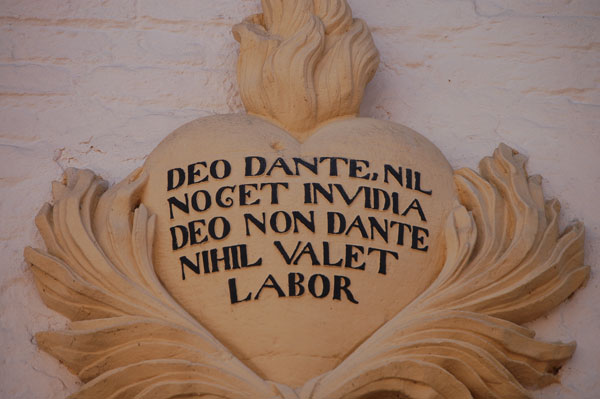 DEO DANTE, NIL
NOCET INVIDIA
DEO NON DANTE
NIHIL VALET
LABOR